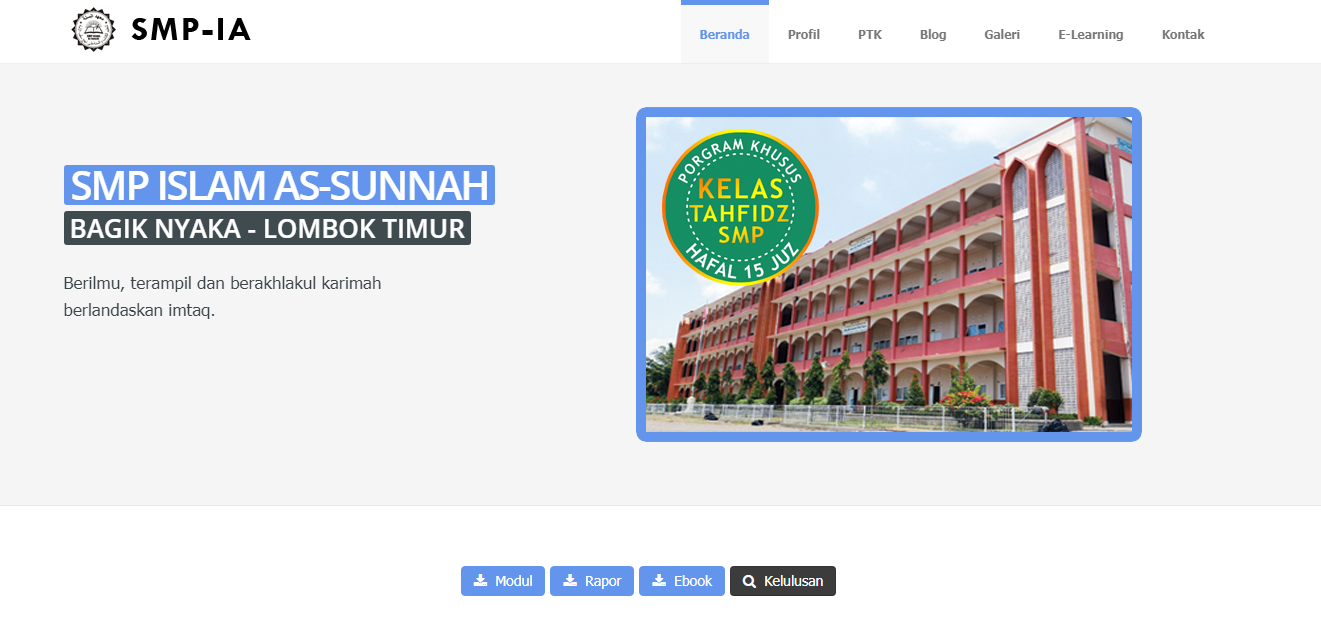 SMP-IA
Beranda
Profil
PTK
Blog
Galeri
E-Learning
Kontak
SMP ISLAM AS-SUNNAH
BAGIK NYAKA - LOMBOK TIMUR
Berilmu, terampil dan berakhlakul karimah
berlandaskan imtaq.
PORGRAM KHUSUS
KELAS
TAHFIDZ
SMP
HAFAL 15 JUZ
Modul
Rapor
Ebook
Kelulusan